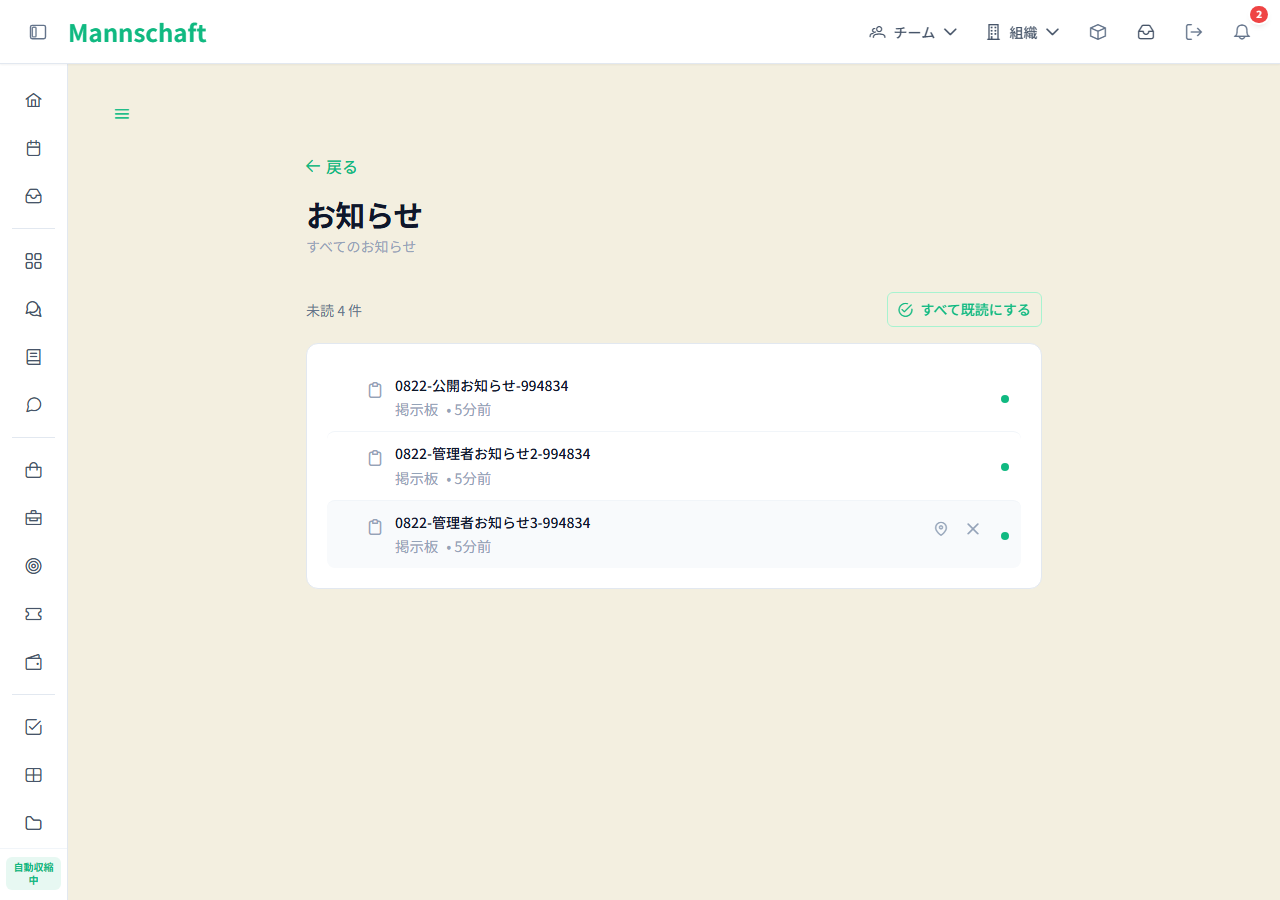 Mannschaft
チーム
組織
2
戻る
お知らせ
すべてのお知らせ
未読 4 件
すべて既読にする
0822-公開お知らせ-994834
掲示板 • 5分前
0822-管理者お知らせ2-994834
掲示板 • 5分前
0822-管理者お知らせ3-994834
掲示板 • 5分前
自動収縮
中